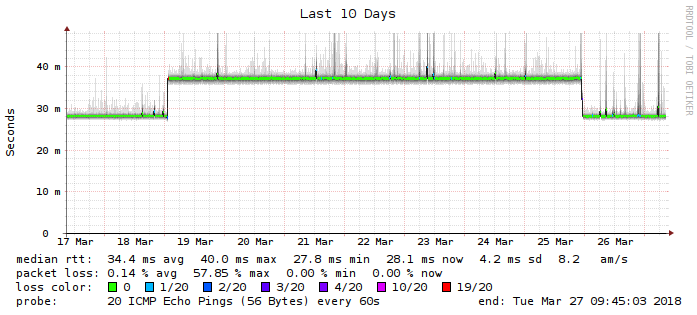 Last 10 Days
RRDTOOL / TOBI OETIKER
Seconds
40 m
30 m
20 m
10 m
0
17 Mar 18 Mar 19 Mar 20 Mar 21 Mar 22 Mar 23 Mar 24 Mar 25 Mar 26 Mar
median rtt: 34.4 ms avg 40.0 ms max 27.8 ms min 28.1 ms now 4.2 ms sd 8.2 am/s
packet loss: 0.14 % avg 57.85 % max 0.00 % min 0.00 % now
loss color: 0 1/20 2/20 3/20 4/20 10/20 19/20
probe: 20 ICMP Echo Pings (56 Bytes) every 60s end: Tue Mar 27 09:45:03 2018